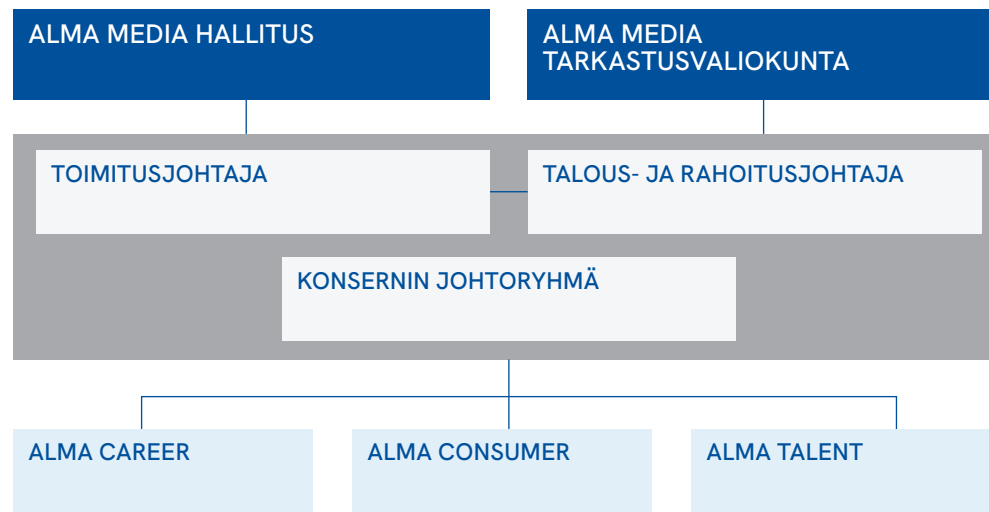 ALMA MEDIA HALLITUS
ALMA MEDIA
TARKASTUSVALIOKUNTA
TOIMITUSJOHTAJA
TALOUS- JA RAHOITUSJOHTAJA
KONSERNIN JOHTORYHMÄ
ALMA CAREER
ALMA CONSUMER
ALMA TALENT